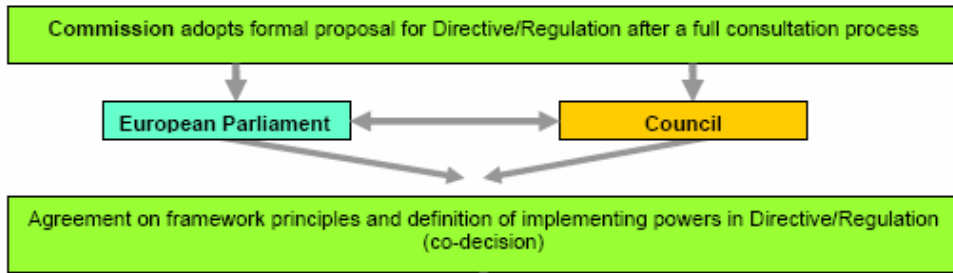 Commission adopts formal proposal for Directive/Regulation after a full consultation process
European Parliament
Council
Agreement on framework principles and definition of implementing powers in Directive/Regulation
(co-decision)